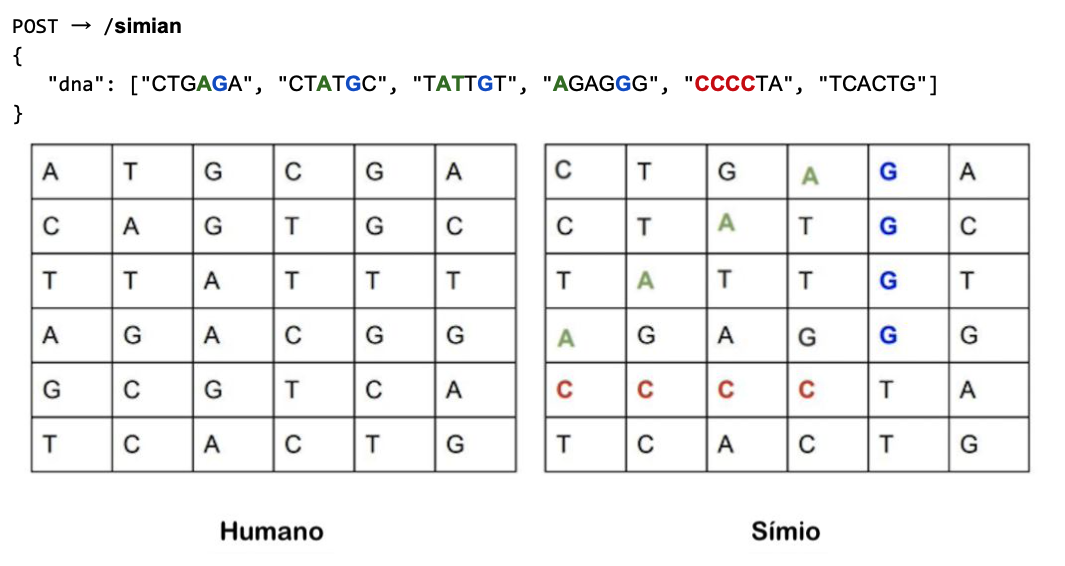 POST → /simian
{
"dna": ["CTGAGA", "CTATGC", "TATTGT", "AGAGGG", "CCCCTA", "TCACTG"]
}
A T G C G A
C A G T G C
T T A T T T
A G A C G G
G C G T C A
T C A C T G
Humano
C T G A G A
C T A T G C
T A T T G T
A G A G G G
C C C C T A
T C A C T G
Símio